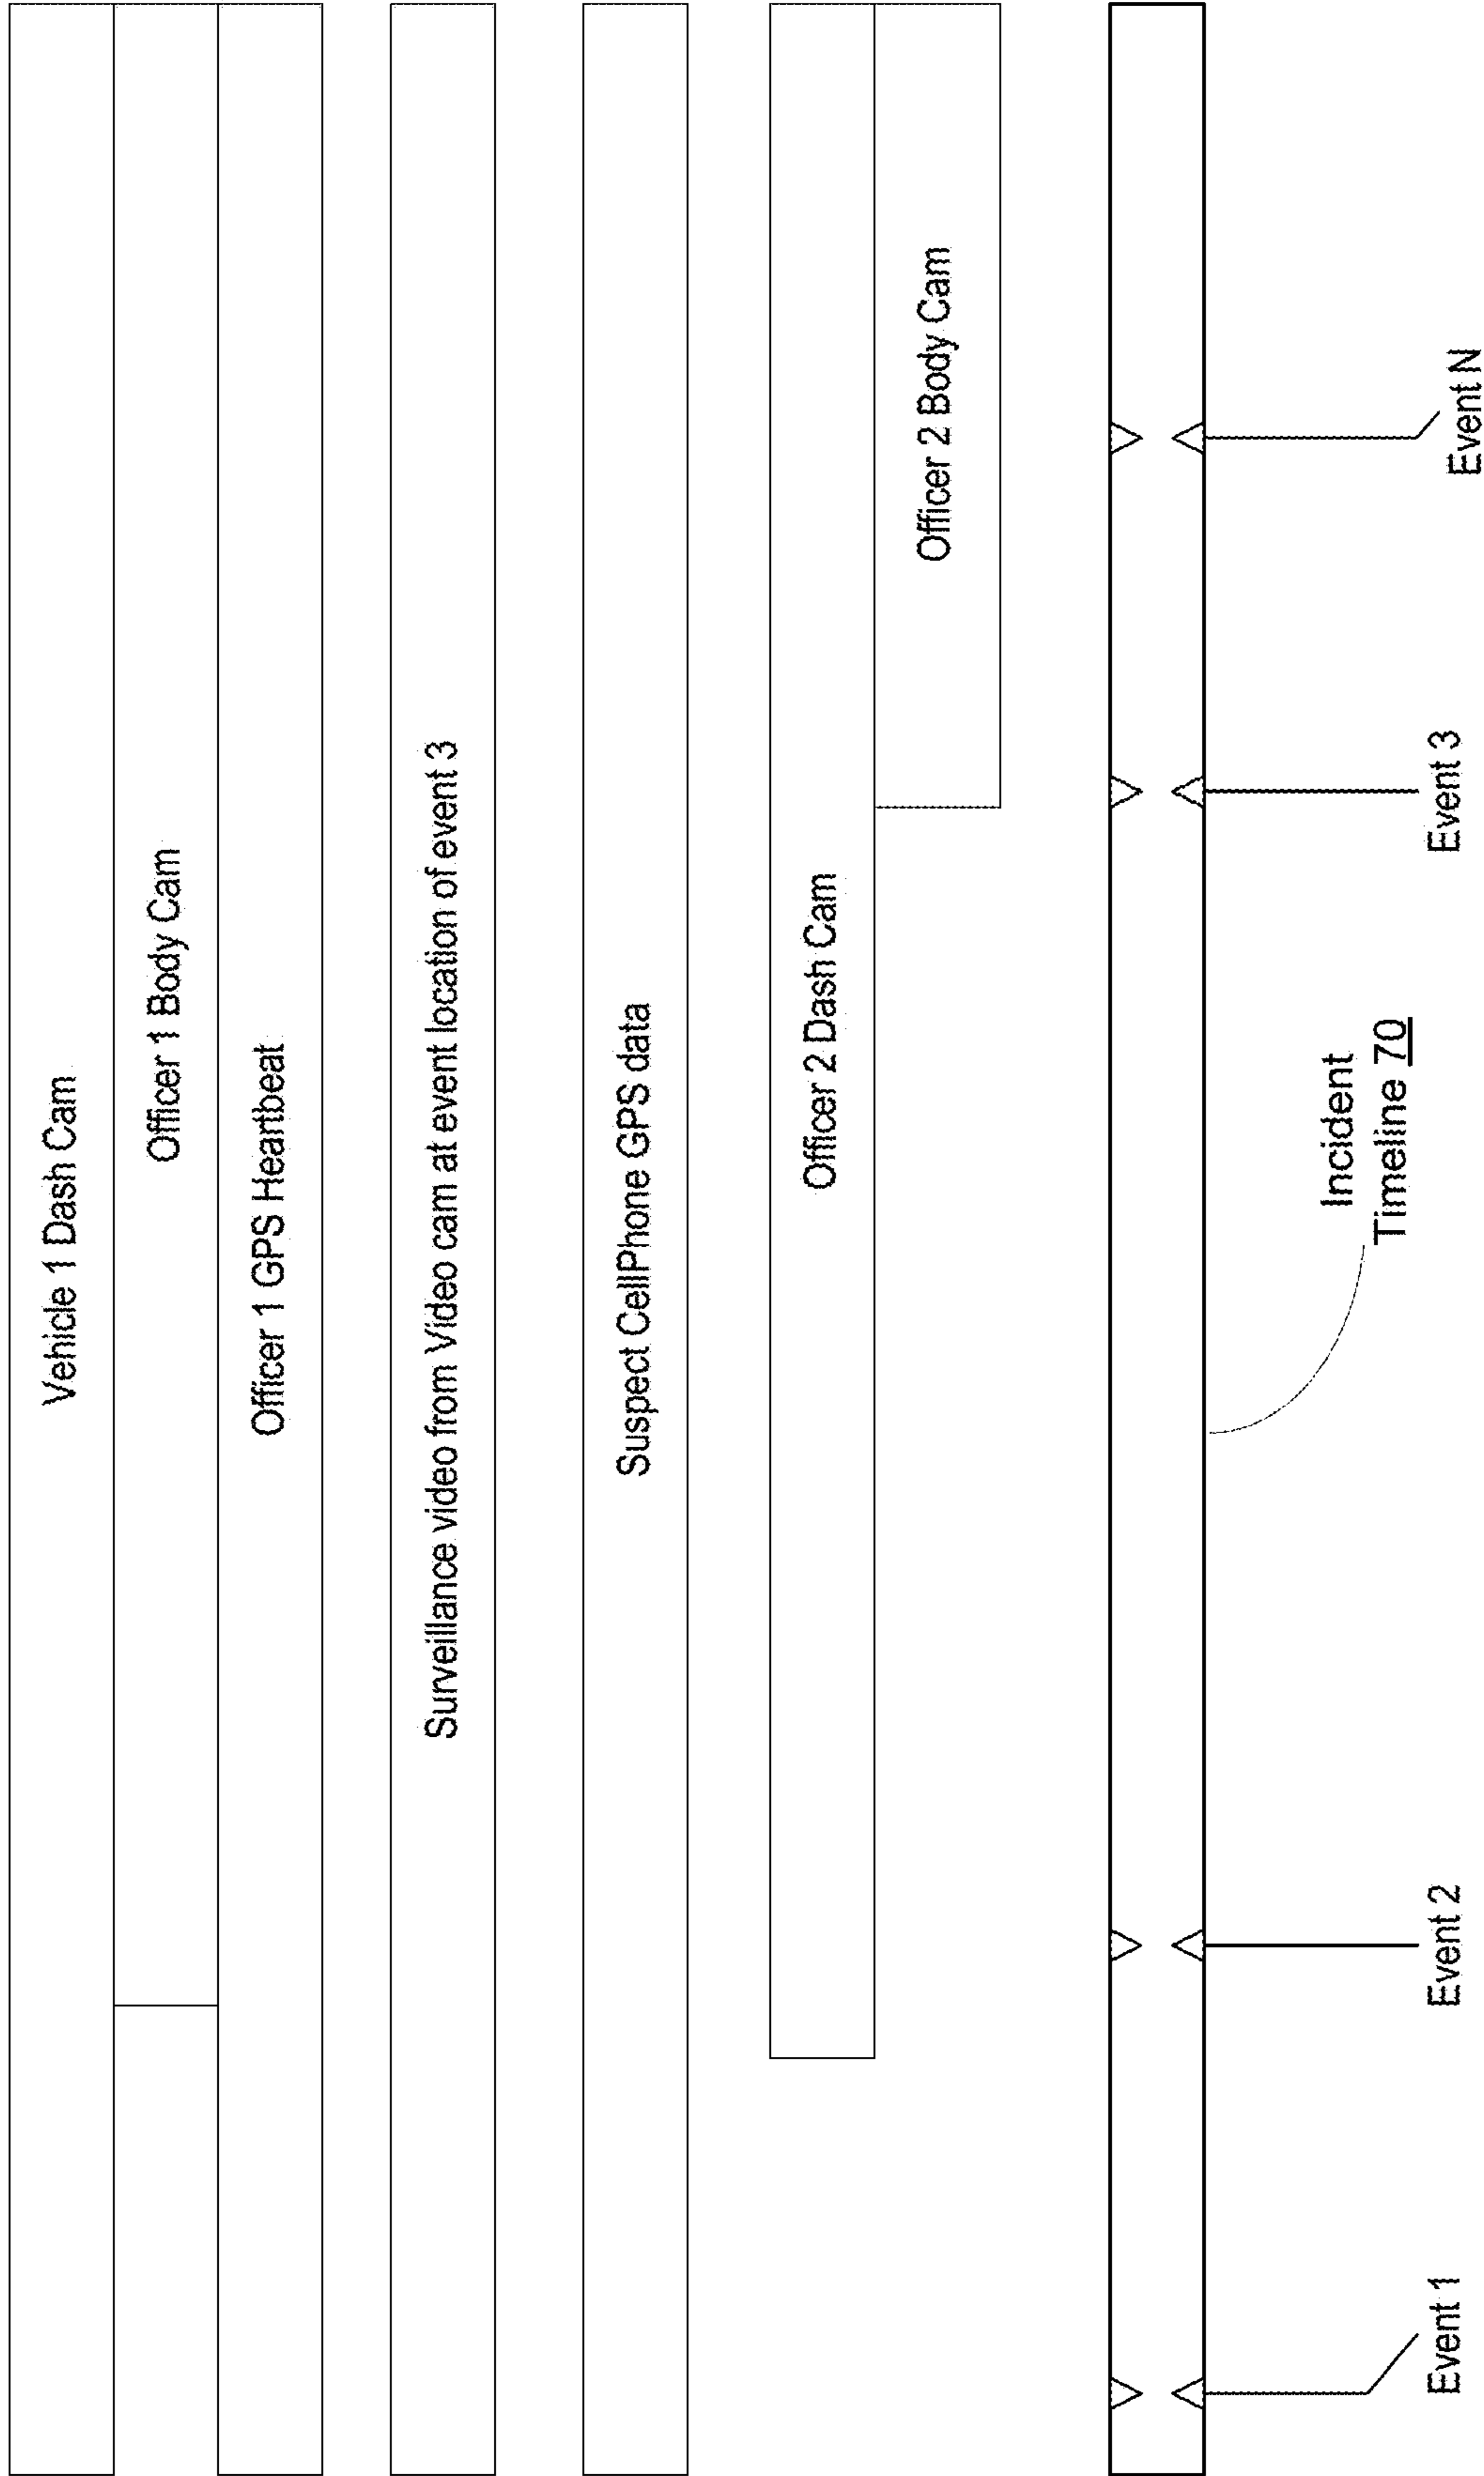 Vehicle 1 Dash Cam
Officer 1 Body Cam
Officer 1 GPS Heartbeat
Surveillance video from Video cam at event location of event 3
Suspect CellPhone GPS data
Officer 2 Dash Cam
Officer 2 Body Cam
Incident
Timeline 70
Event 1
Event 2
Event 3
Event N